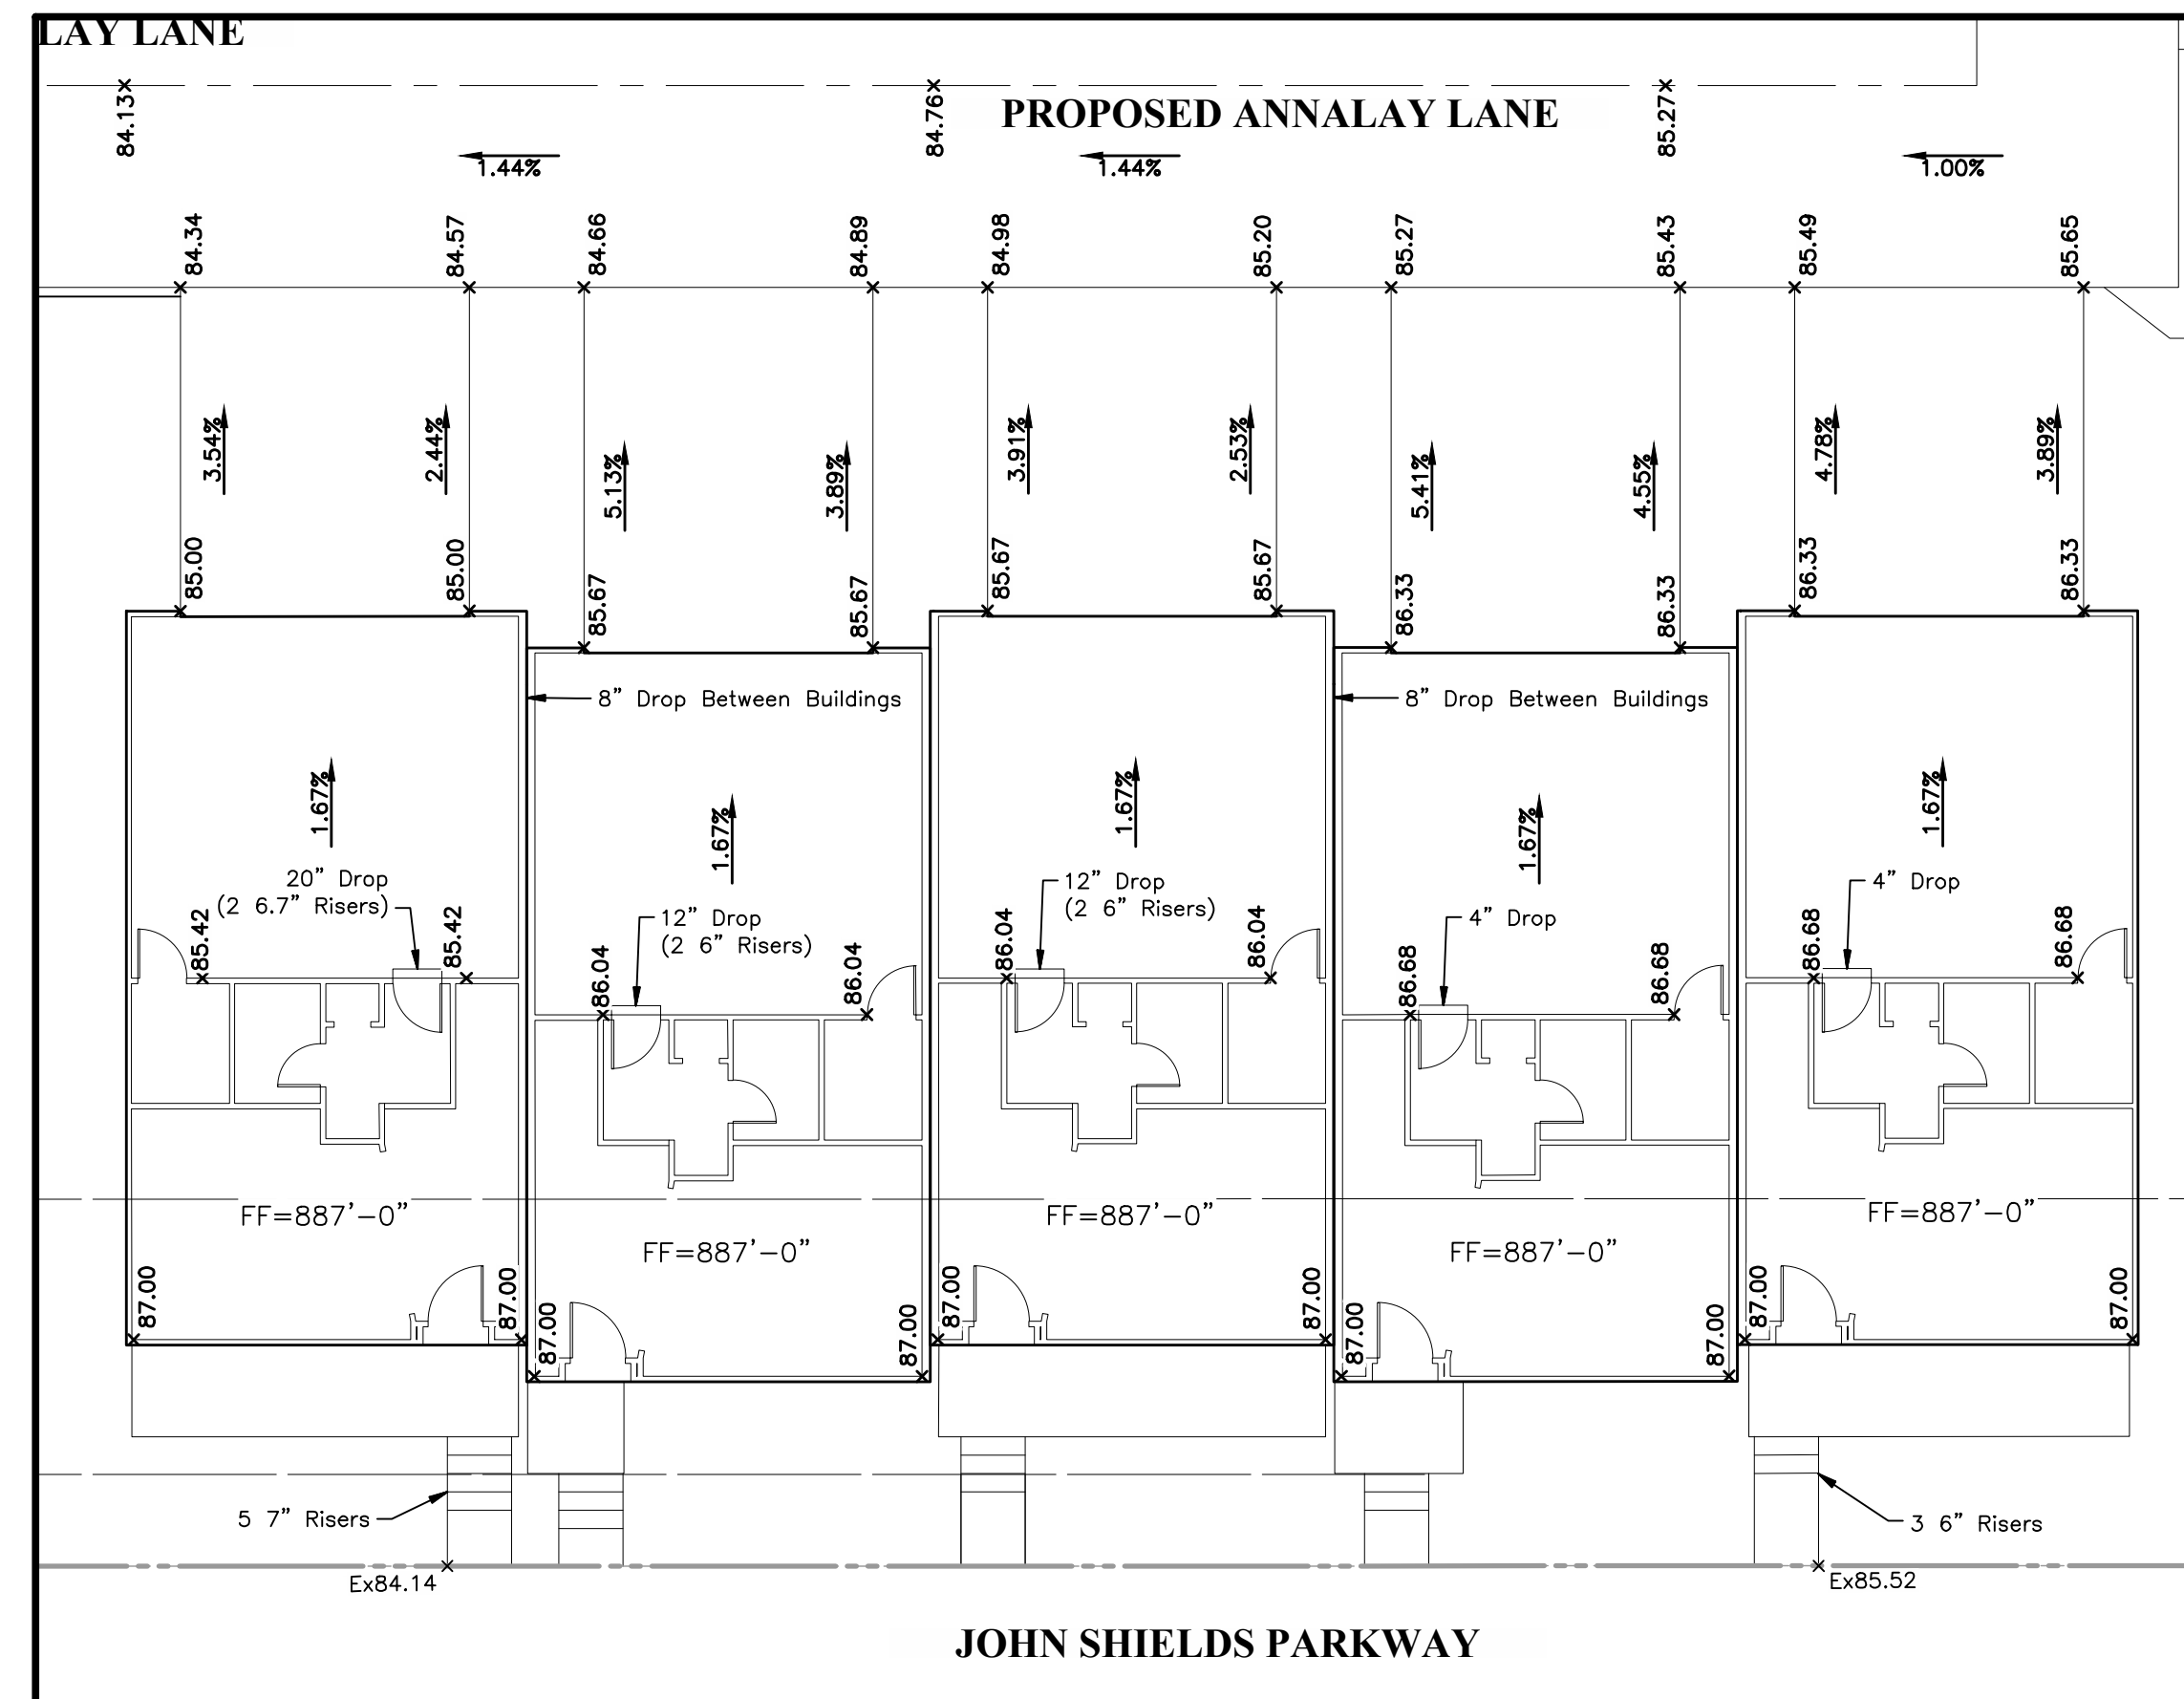 LAY LANE
84.13
84.76
85.27
PROPOSED ANNALAY LANE
1.44%
1.44%
1.00%
84.34
84.57
84.66
84.89
84.98
85.20
85.27
85.43
85.49
85.65
3.54%
2.44%
5.13%
3.89%
3.91%
2.53%
5.41%
4.55%
4.78%
3.89%
85.00
85.00
85.67
85.67
85.67
85.67
86.33
86.33
86.33
86.33
8" Drop Between Buildings
8" Drop Between Buildings
1.67%
1.67%
1.67%
1.67%
1.67%
20" Drop
(2 6.7" Risers)
12" Drop
(2 6" Risers)
12" Drop
(2 6" Risers)
4" Drop
4" Drop
85.42
85.42
86.04
86.04
86.04
86.04
86.68
86.68
86.68
86.68
FF=887'-0"
FF=887'-0"
FF=887'-0"
FF=887'-0"
FF=887'-0"
87.00
87.00
87.00
87.00
87.00
87.00
87.00
87.00
87.00
87.00
5 7" Risers
3 6" Risers
Ex84.14
Ex85.52
JOHN SHIELDS PARKWAY